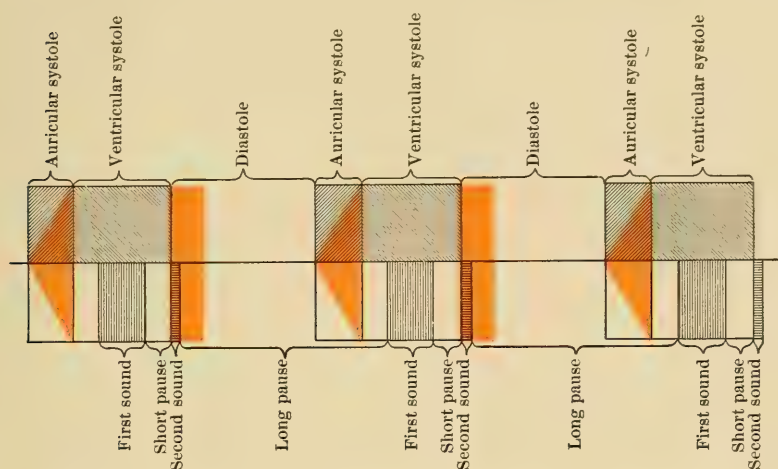 Auricular systole
Ventricular systole
Diastole
Auricular systole
Ventricular systole
Diastole
Auricular systole
Ventricular systole
First sound
Short pause
Second sound
Long pause
First sound
Short pause
Second sound
Long pause
First sound
Short pause
Second sound